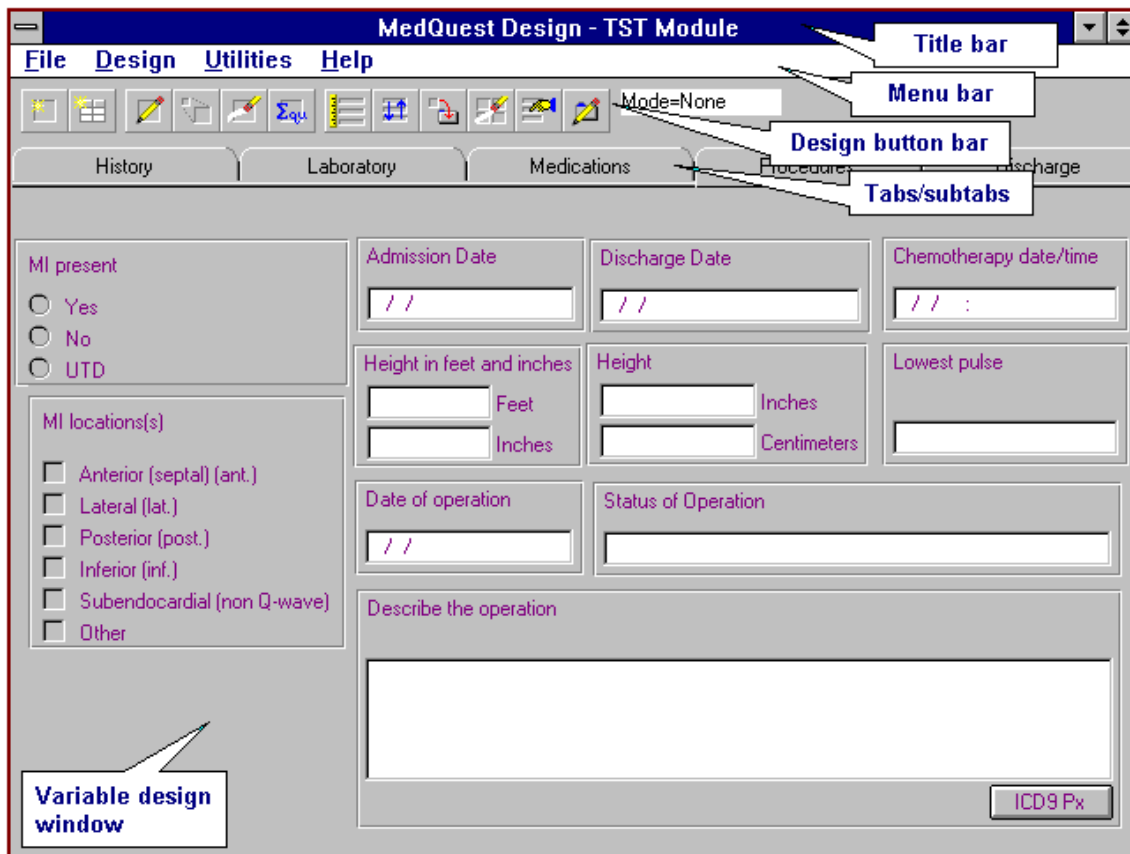 MedQuest Design - TST Module
Title bar
File Design Utilities Help
Menu bar
Σqu Mode=None
Design button bar
History Laboratory Medications Procedures Discharge
Tabs/subtabs
MI present
Yes
No
UTD
Admission Date
/ /
Discharge Date
/ /
Chemotherapy date/time
/ / :
Height in feet and inches
Feet
Inches
Height
Inches
Centimeters
Lowest pulse
MI locations(s)
Anterior (septal) (ant.)
Lateral (lat.)
Posterior (post.)
Inferior (inf.)
Subendocardial (non Q-wave)
Other
Date of operation
/ /
Status of Operation
Describe the operation
ICD9 Px
Variable design
window